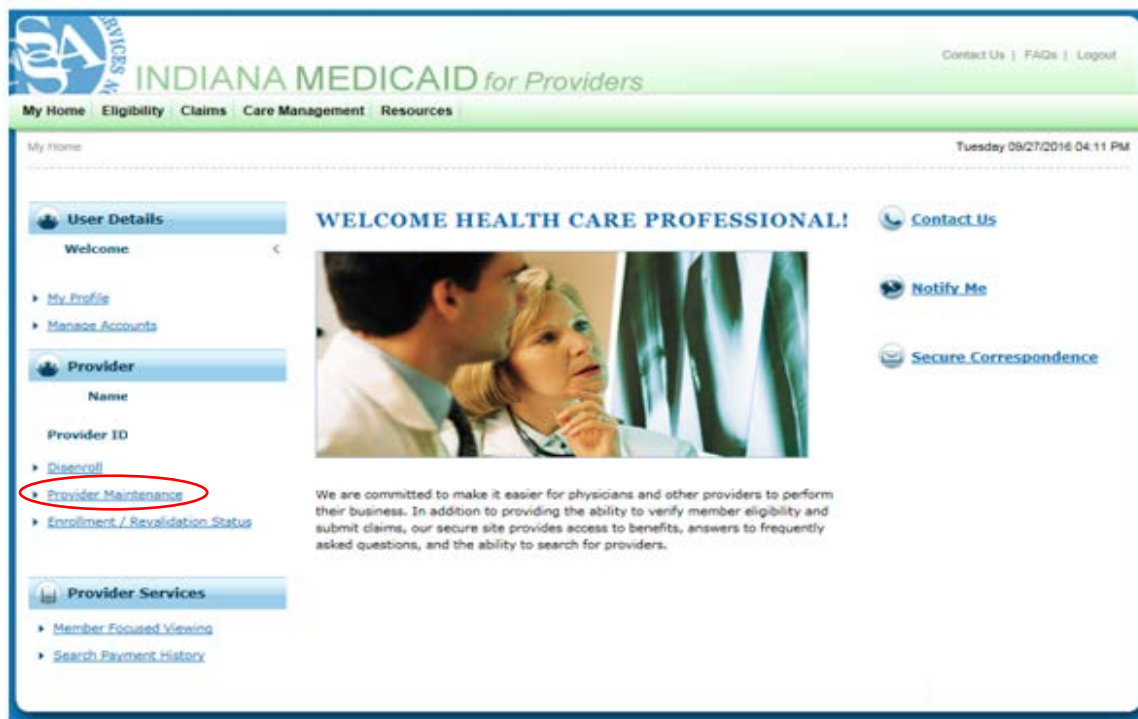 SERVICES
Contact Us | FAQs | Logout
INDIANA MEDICAID for Providers
My Home Eligibility Claims Care Management Resources
My Home
Tuesday 09/27/2016 04:11 PM
User Details
Welcome
My Profile
Manage Accounts
Provider
Name
Provider ID
Disenroll
Provider Maintenance
Enrollment / Revalidation Status
Provider Services
Member Focused Viewing
Search Payment History
WELCOME HEALTH CARE PROFESSIONAL!
We are committed to make it easier for physicians and other providers to perform
their business. In addition to providing the ability to verify member eligibility and
submit claims, our secure site provides access to benefits, answers to frequently
asked questions, and the ability to search for providers.
Contact Us
Notify Me
Secure Correspondence